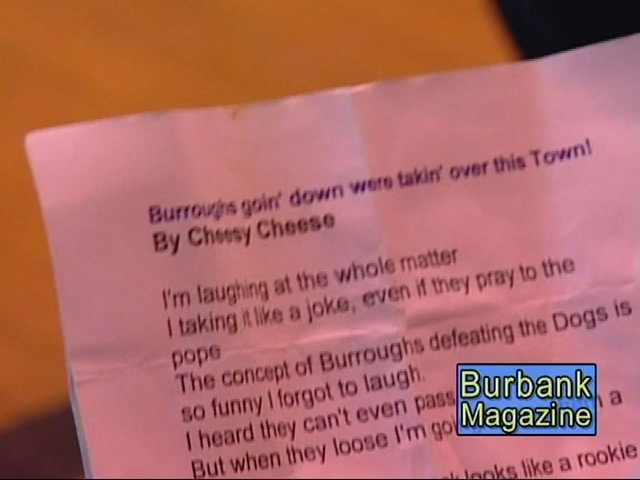 Burroughs goin' down were takin' over this Town!
By Cheesy Cheese
I'm laughing at the whole matter
I taking it like a joke, even if they pray to the
pope
The concept of Burroughs defeating the Dogs is
so funny I forgot to laugh.
I heard they can't even pass a
But when they loose I'm
looks like a rookie
Burbank
Magazine